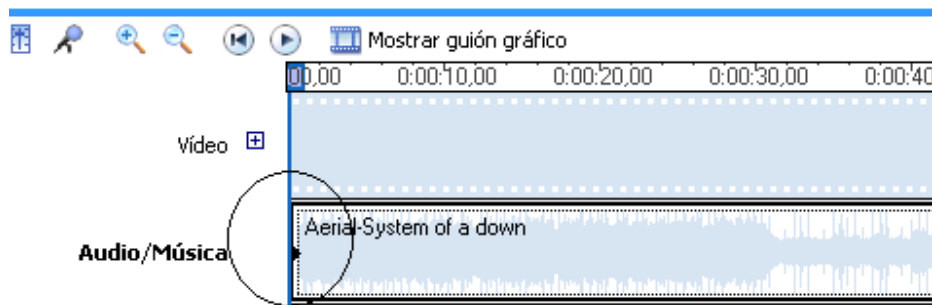 Mostrar guión gráfico
00,00 0:00:10,00 0:00:20,00 0:00:30,00 0:00:40
Vídeo
Aerial-System of a down
Audio/Música